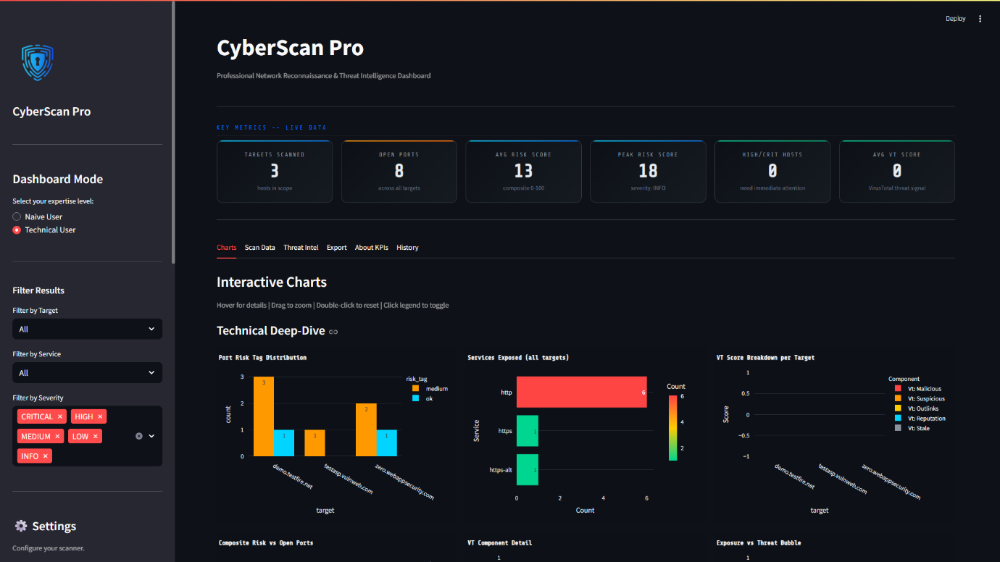 Deploy
CyberScan Pro
Dashboard Mode
Select your expertise level:
Naive User
Technical User
Filter Results
Filter by Target
All
Filter by Service
All
Filter by Severity
CRITICAL × HIGH ×
MEDIUM × LOW ×
INFO ×
Settings
Configure your scanner.
CyberScan Pro
Professional Network Reconnaissance & Threat Intelligence Dashboard
KEY METRICS -- LIVE DATA
TARGETS SCANNED
3
hosts in scope
OPEN PORTS
8
across all targets
AVG RISK SCORE
13
composite 0-100
PEAK RISK SCORE
18
severity: INFO
HIGH/CRIT HOSTS
0
need immediate attention
AVG VT SCORE
0
VirusTotal threat signal
Charts Scan Data Threat Intel Export About KPIs History
Interactive Charts
Hover for details | Drag to zoom | Double-click to reset | Click legend to toggle
Technical Deep-Dive
Port Risk Tag Distribution
risk_tag
medium
ok
count
3
2
1
0
3
1
1
2
1
demo.testfire.net
testasp.vulnweb.com
zero.webappsecurity.com
target
Services Exposed (all targets)
Service
http
https
https-alt
6
1
1
0 2 4 6
Count
Count
6
4
2
VT Score Breakdown per Target
Score
1
0.5
0
−0.5
−1
demo.testfire.net
testasp.vulnweb.com
zero.webappsecurity.com
target
Component
Vt: Malicious
Vt: Suspicious
Vt: Outlinks
Vt: Reputation
Vt: Stale
Composite Risk vs Open Ports
VT Component Detail
1
Exposure vs Threat Bubble
1